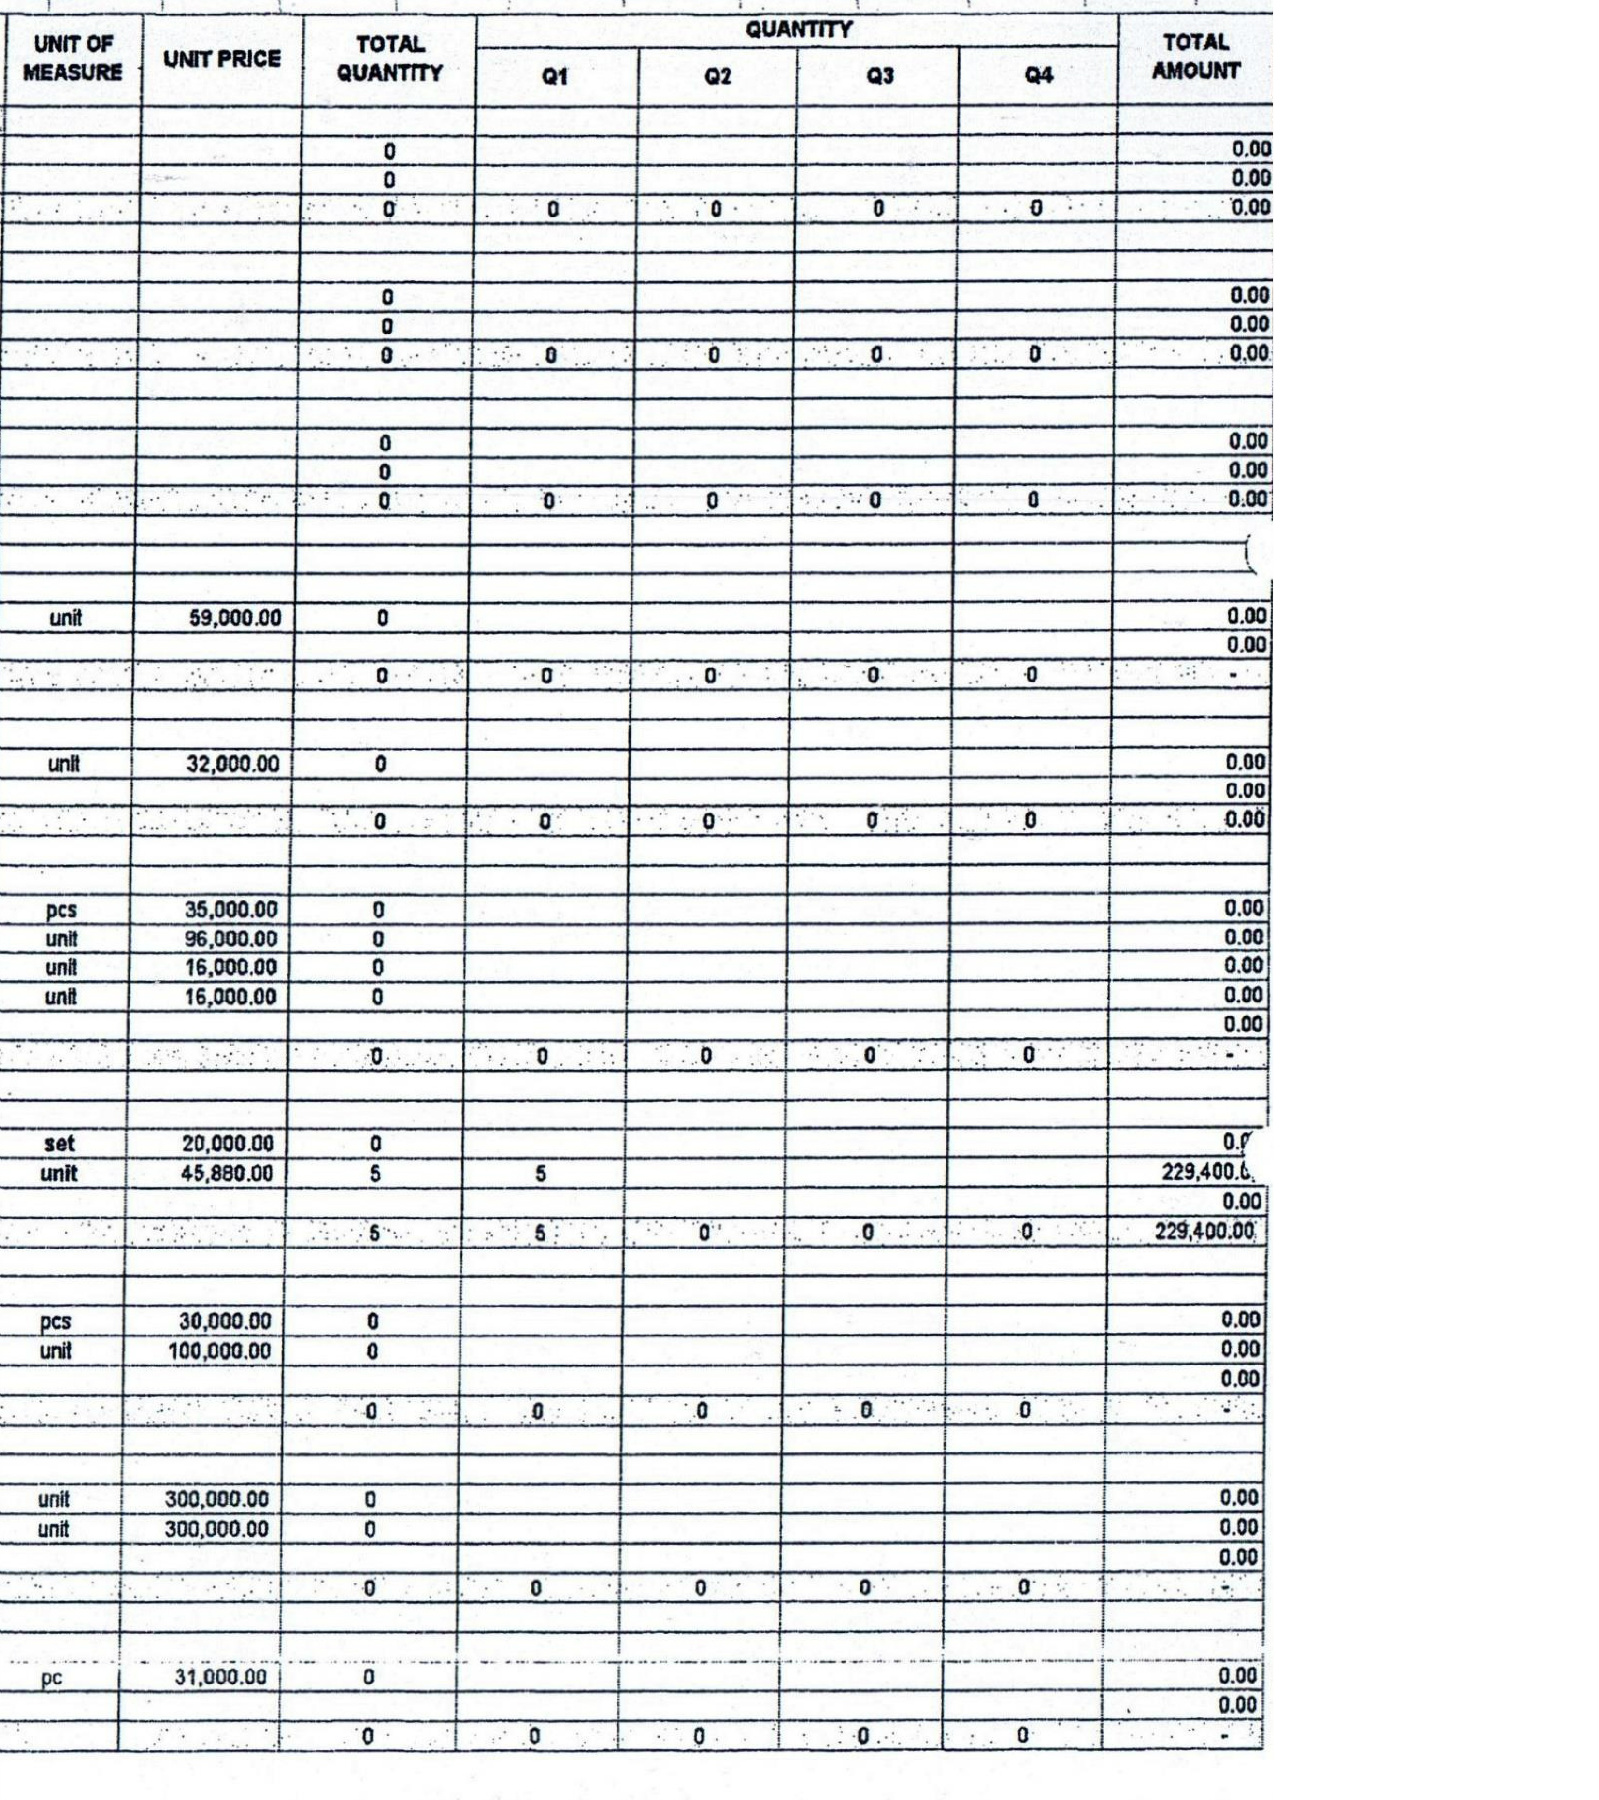 QUANTITY
UNIT OF MEASURE UNIT PRICE TOTAL QUANTITY Q1 Q2 Q3 Q4 TOTAL AMOUNT
0 0.00
0 0.00
0 0 0 0 0 0.00
0 0.00
0 0.00
0 0 0 0 0 0.00
0 0.00
0 0.00
0 0 0 0 0 0.00
unit 59,000.00 0 0.00
0.00
0 0 0 0 0 -
unit 32,000.00 0 0.00
0.00
0 0 0 0 0 0.00
pcs 35,000.00 0 0.00
unit 96,000.00 0 0.00
unit 16,000.00 0 0.00
unit 16,000.00 0 0.00
0.00
0 0 0 0 0 -
set 20,000.00 0
unit 45,880.00 5 5
0.00
5 5 0 0 0 229,400.00
pcs 30,000.00 0 0.00
unit 100,000.00 0 0.00
0.00
0 0 0 0 0 -
unit 300,000.00 0 0.00
unit 300,000.00 0 0.00
0.00
0 0 0 0 0 -
pc 31,000.00 0 0.00
0.00
0 0 0 0 0 -